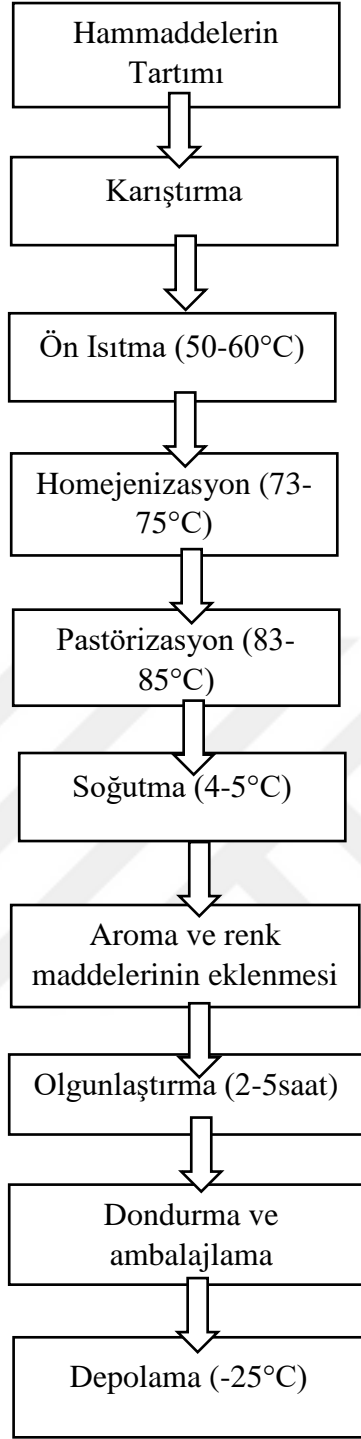 Hammaddelerin
Tartımı
Karıştırma
Ön Isıtma (50-60°C)
Homojenizasyon (73-
75°C)
Pastörizasyon (83-
85°C)
Soğutma (4-5°C)
Aroma ve renk
maddelerinin eklenmesi
Olgunlaştırma (2-5saat)
Dondurma ve
ambalajlama
Depolama (-25°C)